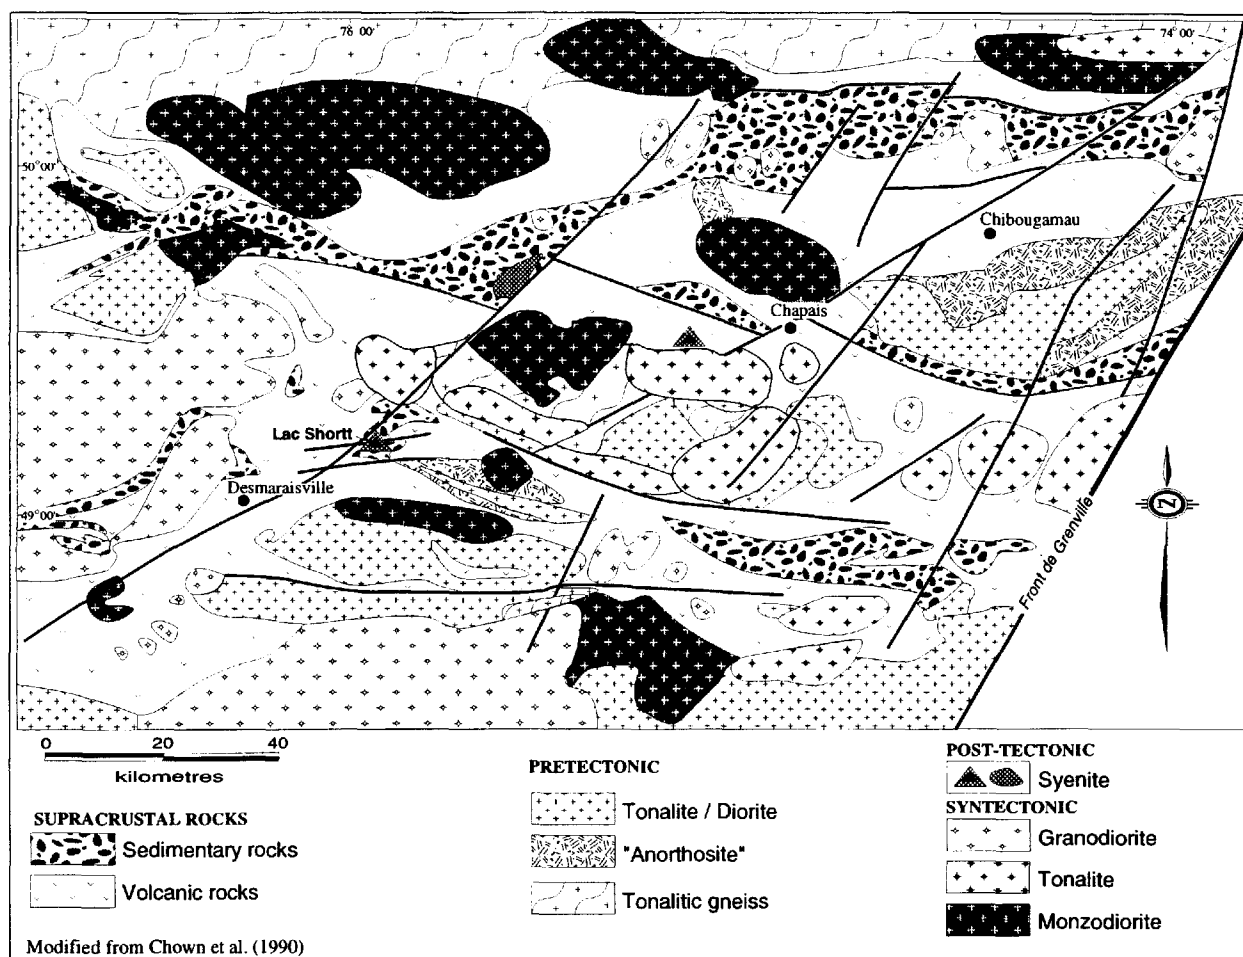 76°00'
74°00'
50°00'
Chibougamau
Chapais
Lac Shortt
Desmaraisville
49°00'
Front de Grenville
N
0 20 40
kilometres
SUPRACRUSTAL ROCKS
Sedimentary rocks
Volcanic rocks
Modified from Chown et al. (1990)
PRETECTONIC
Tonalite / Diorite
"Anorthosite"
Tonalitic gneiss
POST-TECTONIC
Syenite
SYNTECTONIC
Granodiorite
Tonalite
Monzodiorite